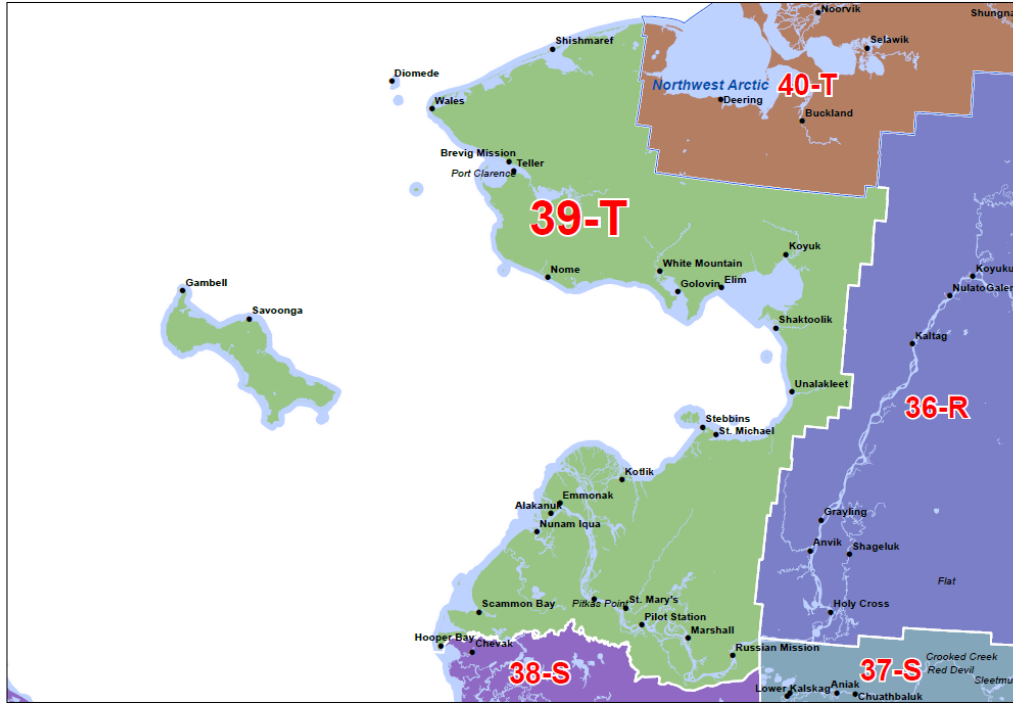 Noorvik
Shungna
Selawik
Shishmaref
Diomede
Northwest Arctic
40-T
Deering
Wales
Buckland
Brevig Mission
Teller
Port Clarence
39-T
Koyuk
White Mountain
Nome
Golovin
Elim
Koyuku
Gambell
Nulato
Galen
Savoonga
Shaktoolik
Kaltag
Unalakleet
36-R
Stebbins
St. Michael
Kotlik
Emmonak
Alakanuk
Nunam Iqua
Grayling
Anvik
Shageluk
Flat
Pitkas Point
St. Mary's
Scammon Bay
Pilot Station
Holy Cross
Marshall
Hooper Bay
Chevak
Russian Mission
38-S
37-S
Crooked Creek
Red Devil
Sleetmu
Lower Kalskag
Aniak
Chuathbaluk